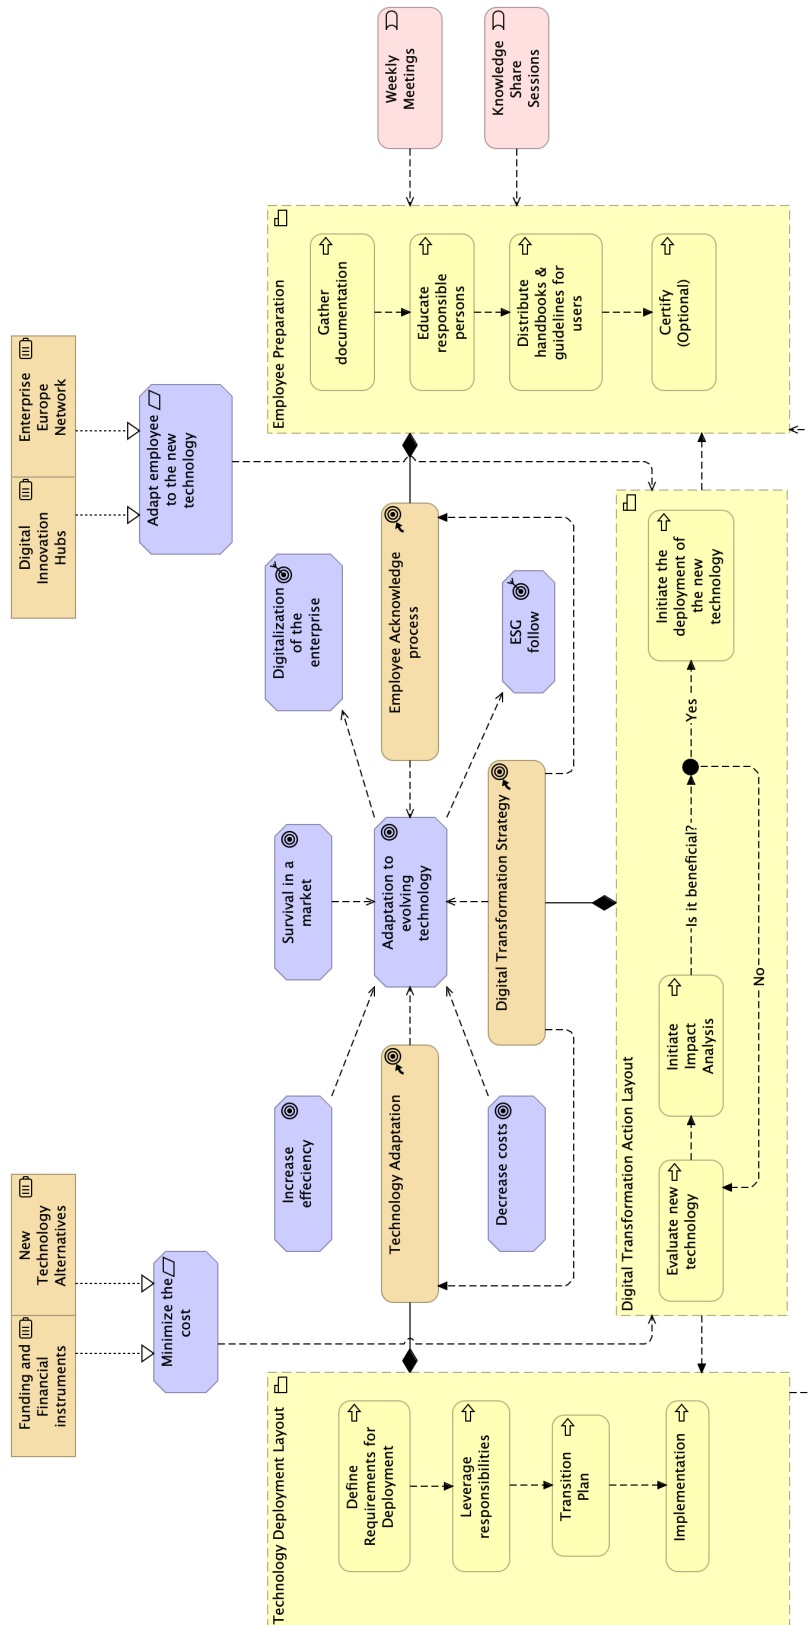 Funding and
Financial
instruments
New
Technology
Alternatives
Digital
Innovation
Hubs
Enterprise
Europe
Network
Minimize the
cost
Adapt employee
to the new
technology
Technology Deployment Layout
Define
Requirements for
Deployment
Leverage
responsibilities
Transition
Plan
Implementation
Increase
effeciency
Survival in a
market
Digitalization
of the
enterprise
Technology Adaptation
Adaptation to
evolving
technology
Employee Acknowledge
process
Decrease costs
Digital Transformation Strategy
ESG
follow
Employee Preparation
Gather
documentation
Educate
responsible
persons
Distribute
handbooks &
guidelines for
users
Certify
(Optional)
Weekly
Meetings
Knowledge
Share
Sessions
Digital Transformation Action Layout
Evaluate new
technology
Initiate
Impact
Analysis
Is it beneficial?
Yes
Initiate the
deployment of
the new
technology
No